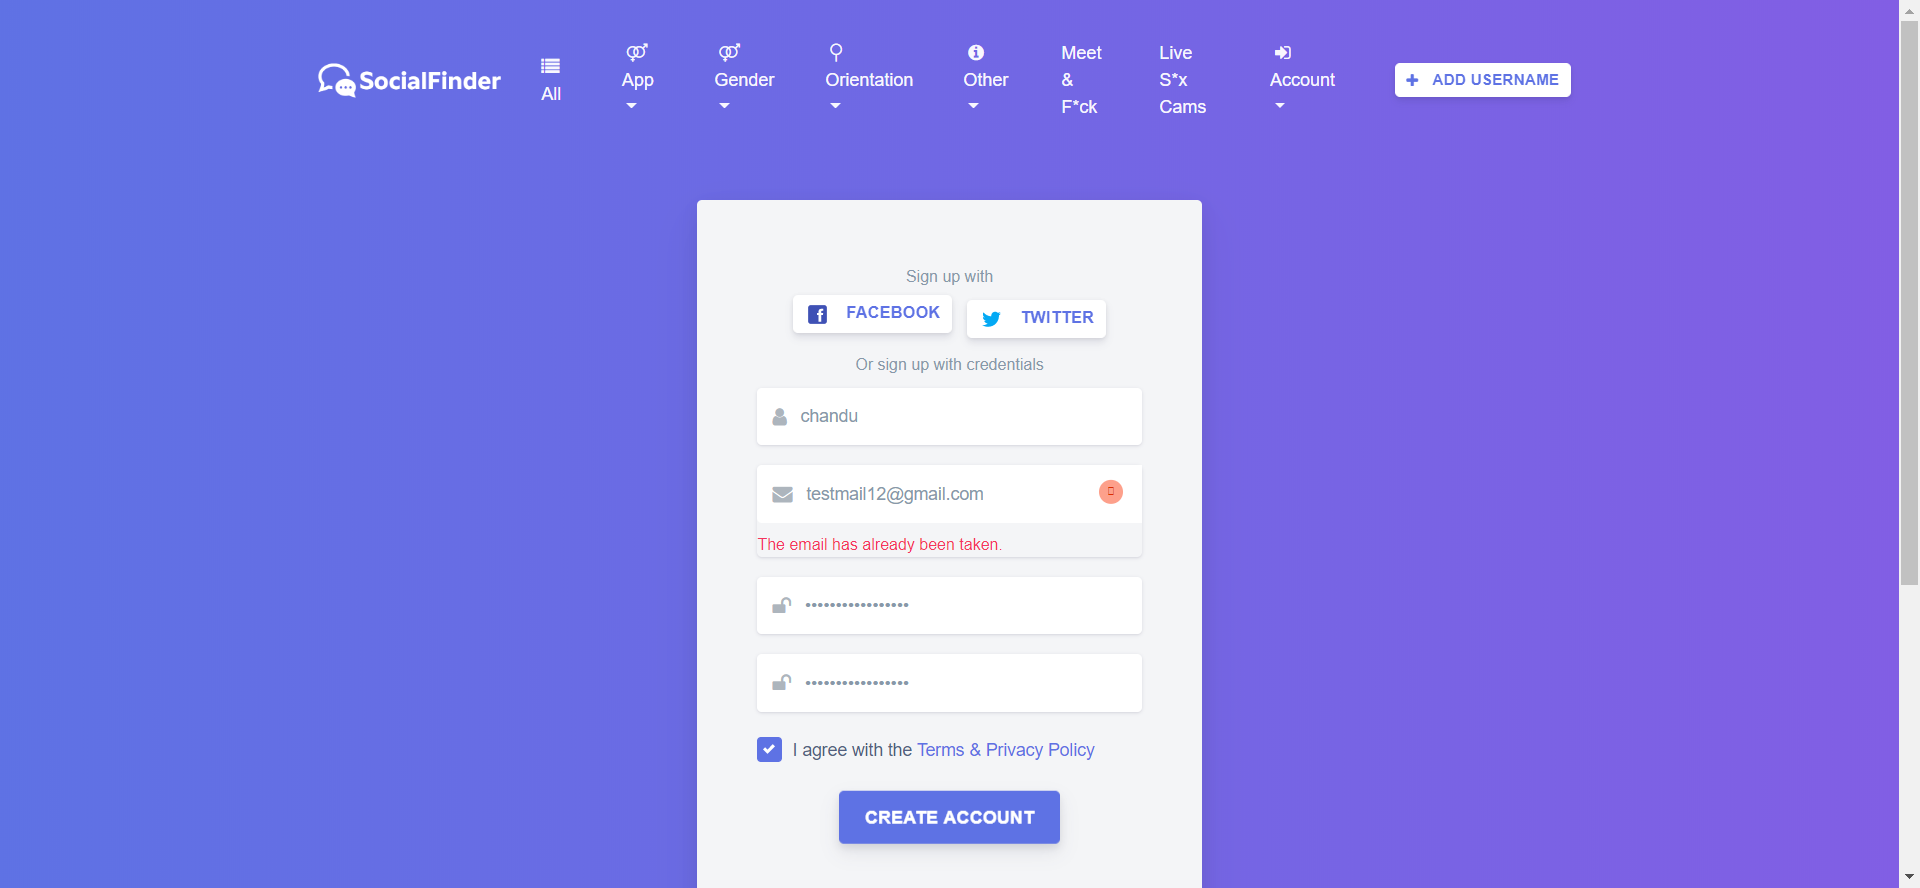 SocialFinder
All
App
Gender
Orientation
Other
Meet
&
F*ck
Live
S*x
Cams
Account
ADD USERNAME
Sign up with
FACEBOOK
TWITTER
Or sign up with credentials
chandu
testmail12@gmail.com
The email has already been taken.
•••••••••••••••••
•••••••••••••••••
I agree with the Terms & Privacy Policy
CREATE ACCOUNT